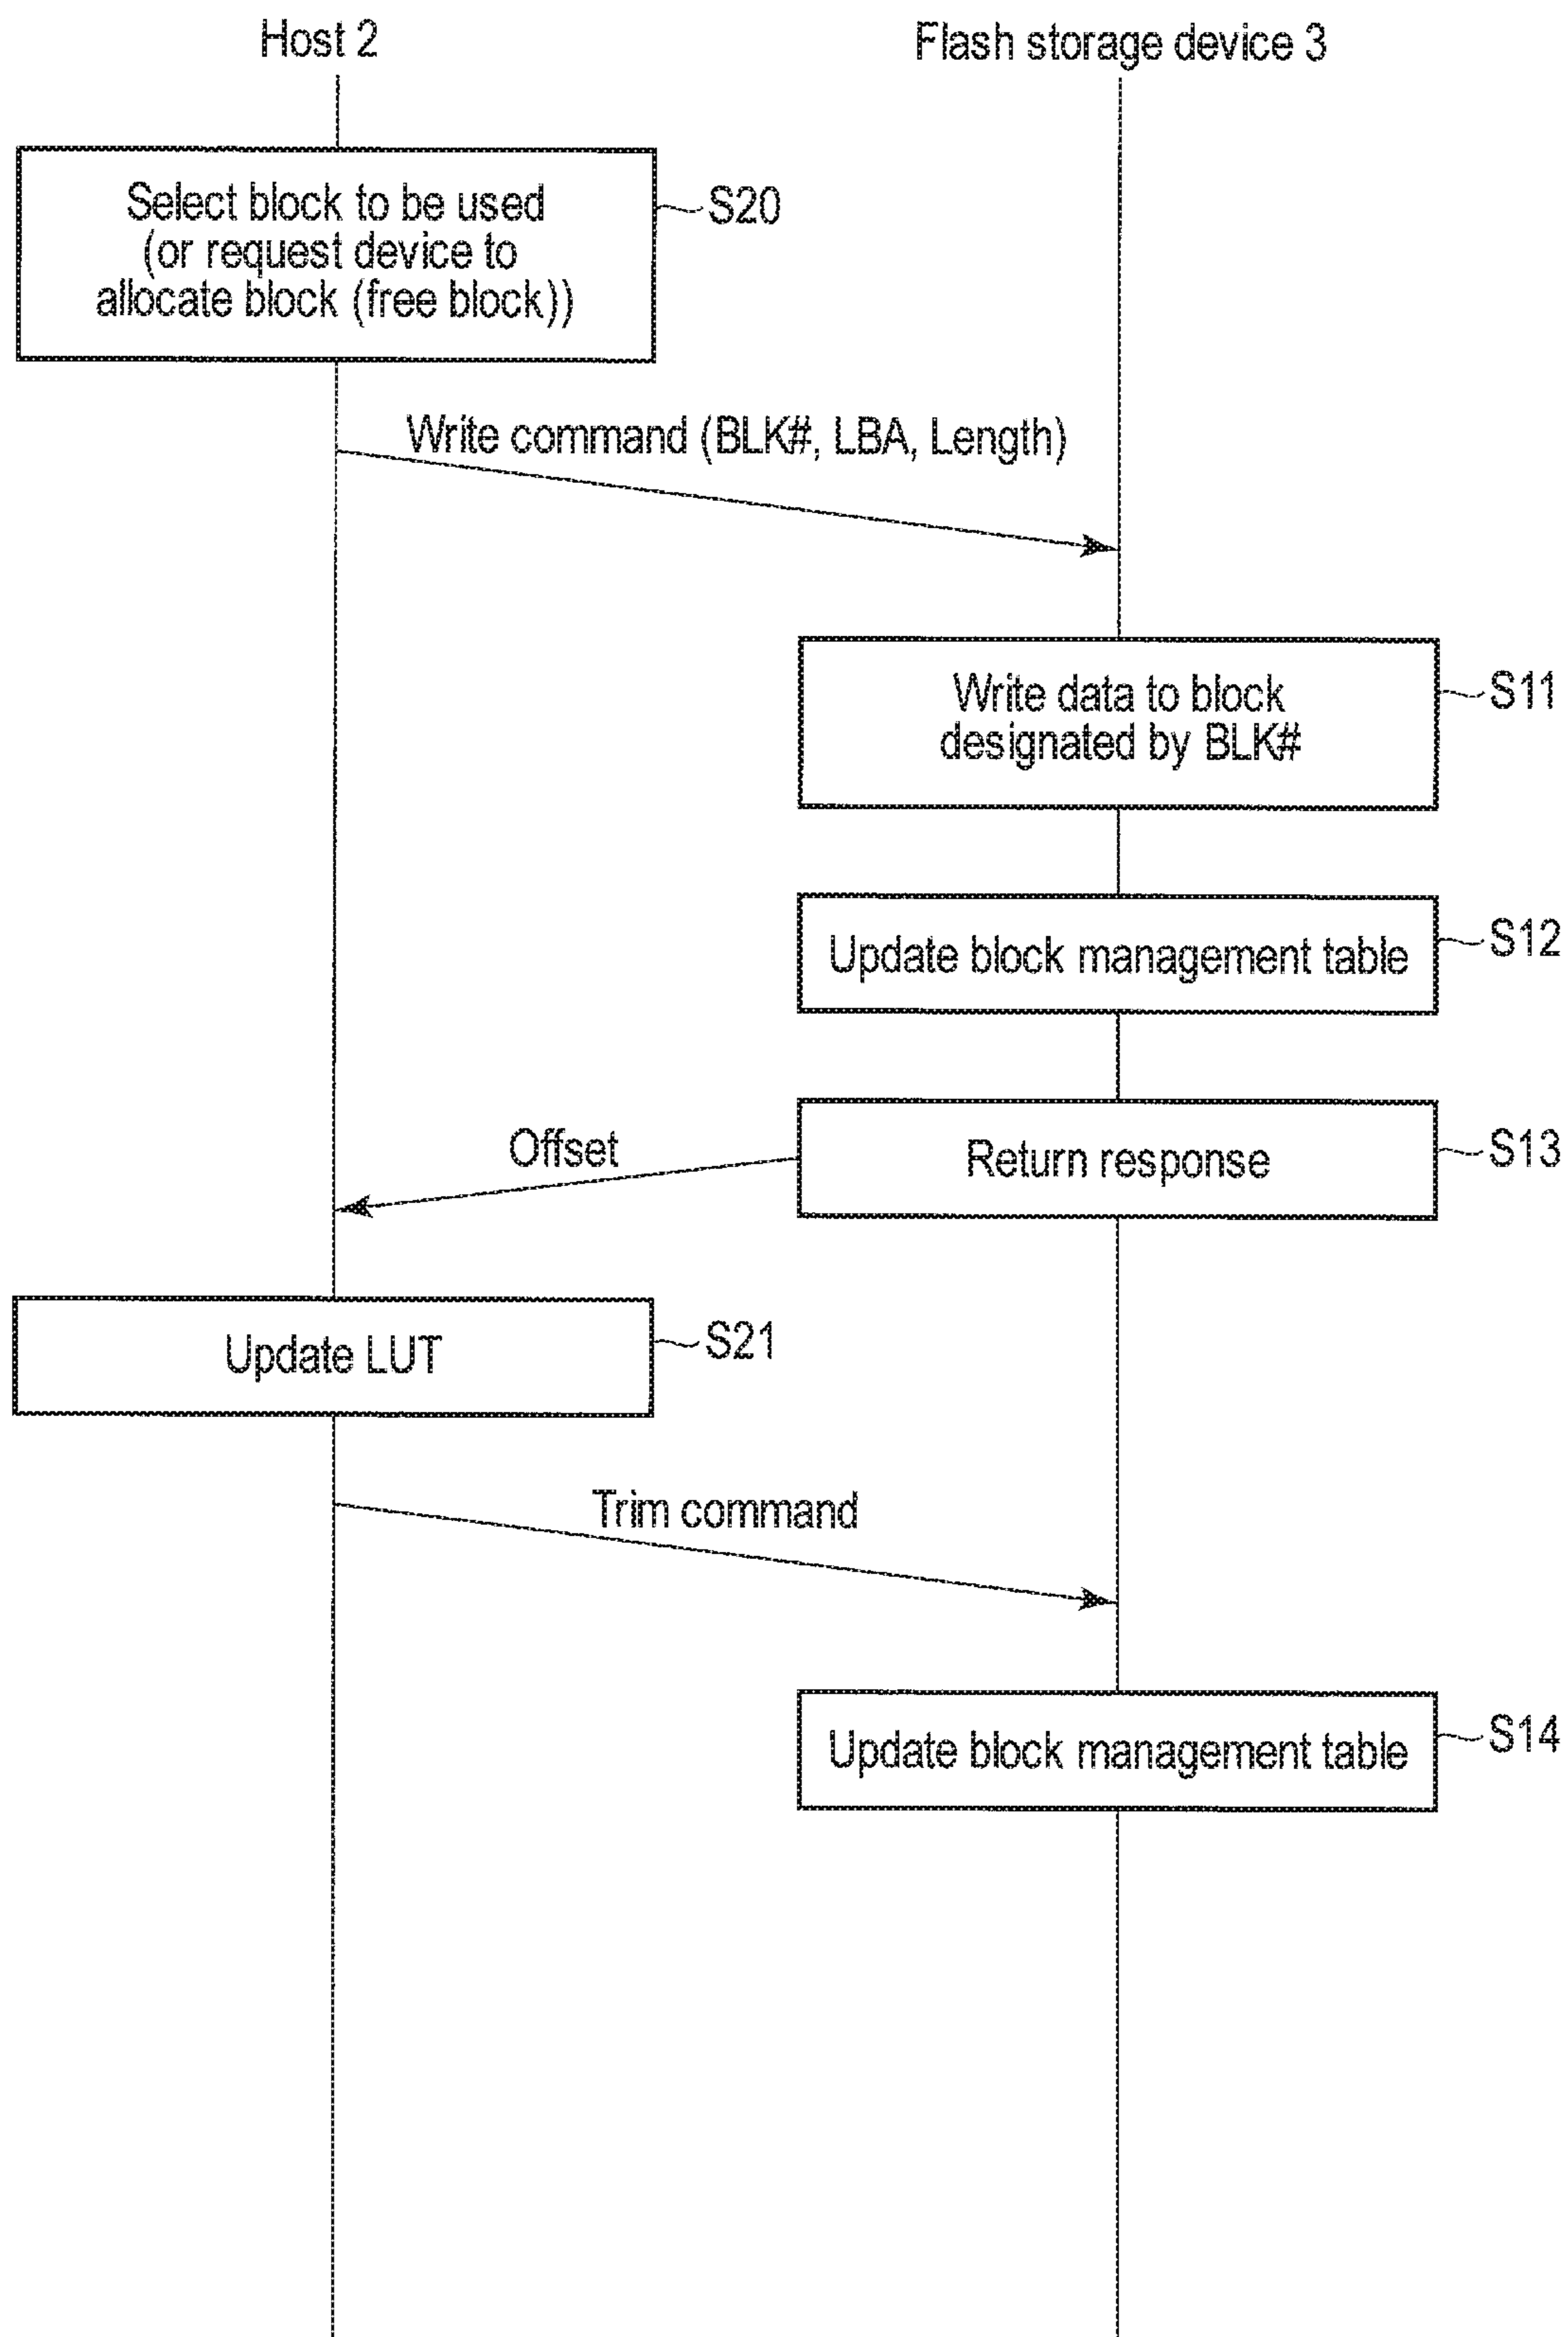 Host 2
Flash storage device 3
Select block to be used
(or request device to
allocate block (free block))
S20
Write command (BLK#, LBA, Length)
Write data to block
designated by BLK#
S11
Update block management table
S12
Offset
Return response
S13
Update LUT
S21
Trim command
Update block management table
S14